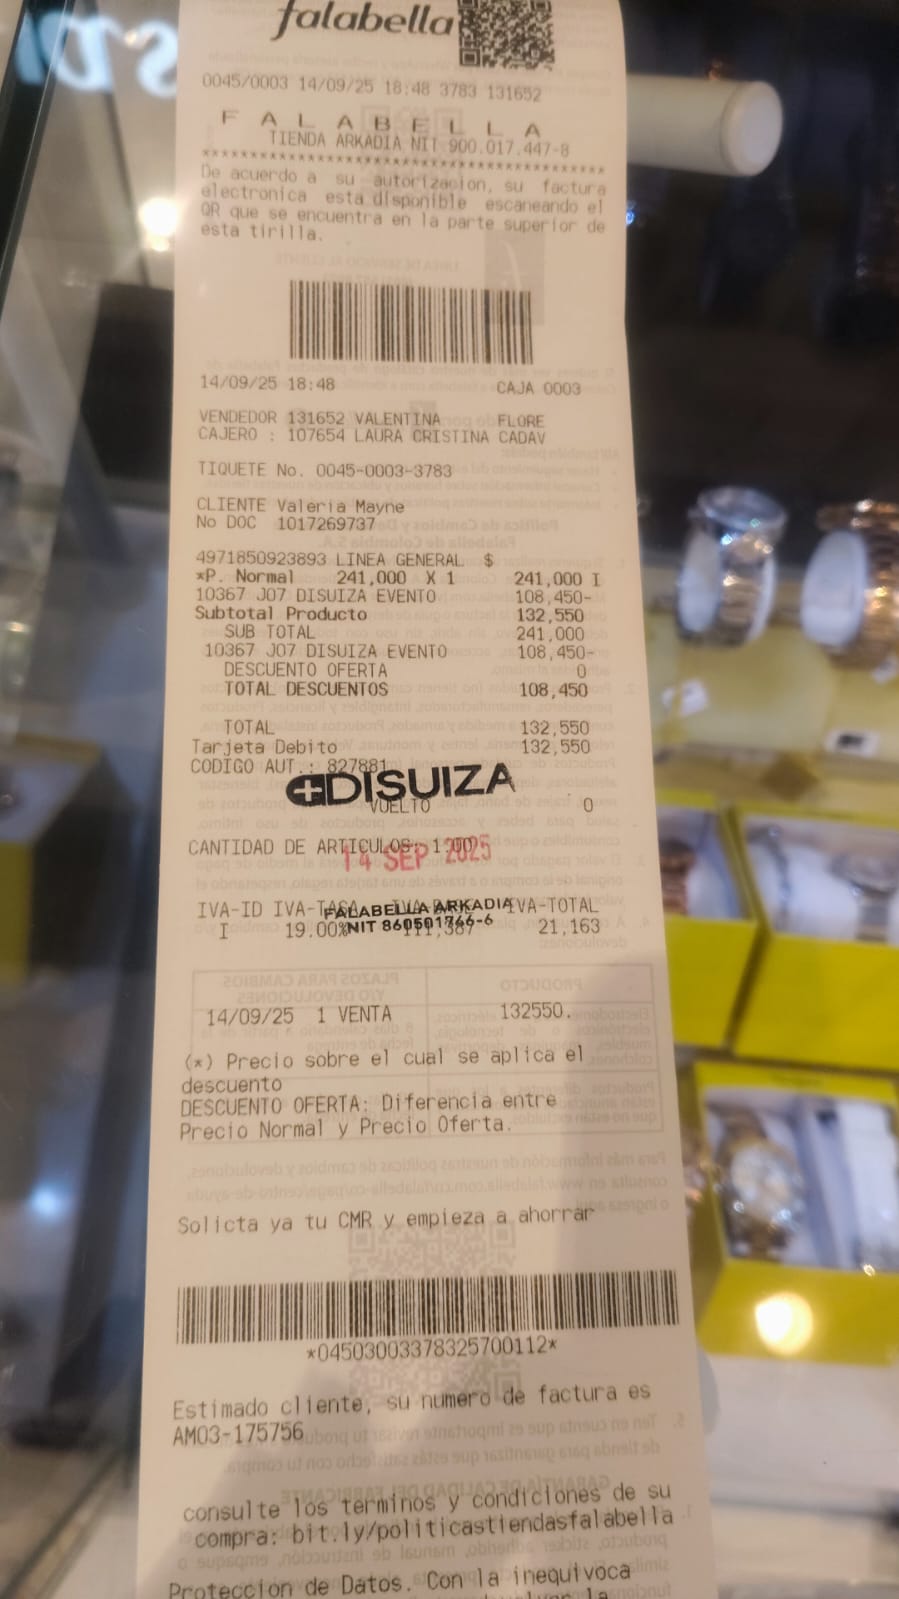 falabella
0045/0003 14/09/25 18:48 3783 131652
F A L A B E L L A
TIENDA ARKADIA NIT 900.017.447-8
De acuerdo a su autorizacion, su factura
electronica esta disponible escaneando el
QR que se encuentra en la parte superior de
esta tirilla.
14/09/25 18:48 CAJA 0003
VENDEDOR 131652 VALENTINA FLORE
CAJERO : 107654 LAURA CRISTINA CADAV
TIQUETE No. 0045-0003-3783
CLIENTE Valeria Mayne
No DOC 1017269737
4971850923893 LINEA GENERAL $
*P. Normal 241,000 X 1 241,000 I
10367 J07 DISUIZA EVENTO 108,450-
Subtotal Producto 132,550
SUB TOTAL 241,000
10367 J07 DISUIZA EVENTO 108,450-
DESCUENTO OFERTA 0
TOTAL DESCUENTOS 108,450
TOTAL 132,550
Tarjeta Debito 132,550
CODIGO AUT.: 827881
DISUIZA
VUELTO 0
CANTIDAD DE ARTICULOS:
14 SEP 2025
IVA-ID IVA-TASA IVA-TOTAL
FALABELLA ARKADIA
I 19.00% 21,163
NIT 860501766-6
14/09/25 1 VENTA 132550.
(*) Precio sobre el cual se aplica el
descuento
DESCUENTO OFERTA: Diferencia entre
Precio Normal y Precio Oferta.
Solicta ya tu CMR y empieza a ahorrar
*04503000378325700112*
Estimado cliente, su numero de factura es
AM03-175756
consulte los terminos y condiciones de su
compra: bit.ly/politicastiendasfalabella
Proteccion de Datos. Con la inequivoca